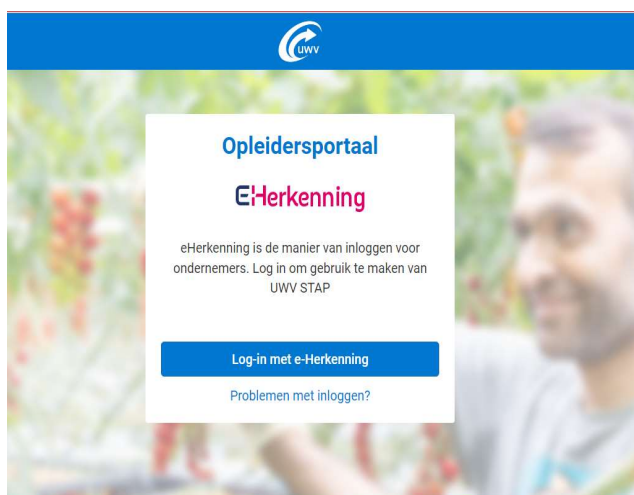 UWV
Opleidersportaal
eHerkenning
eHerkenning is de manier van inloggen voor
ondernemers. Log in om gebruik te maken van
UWV STAP
Log-in met e-Herkenning
Problemen met inloggen?